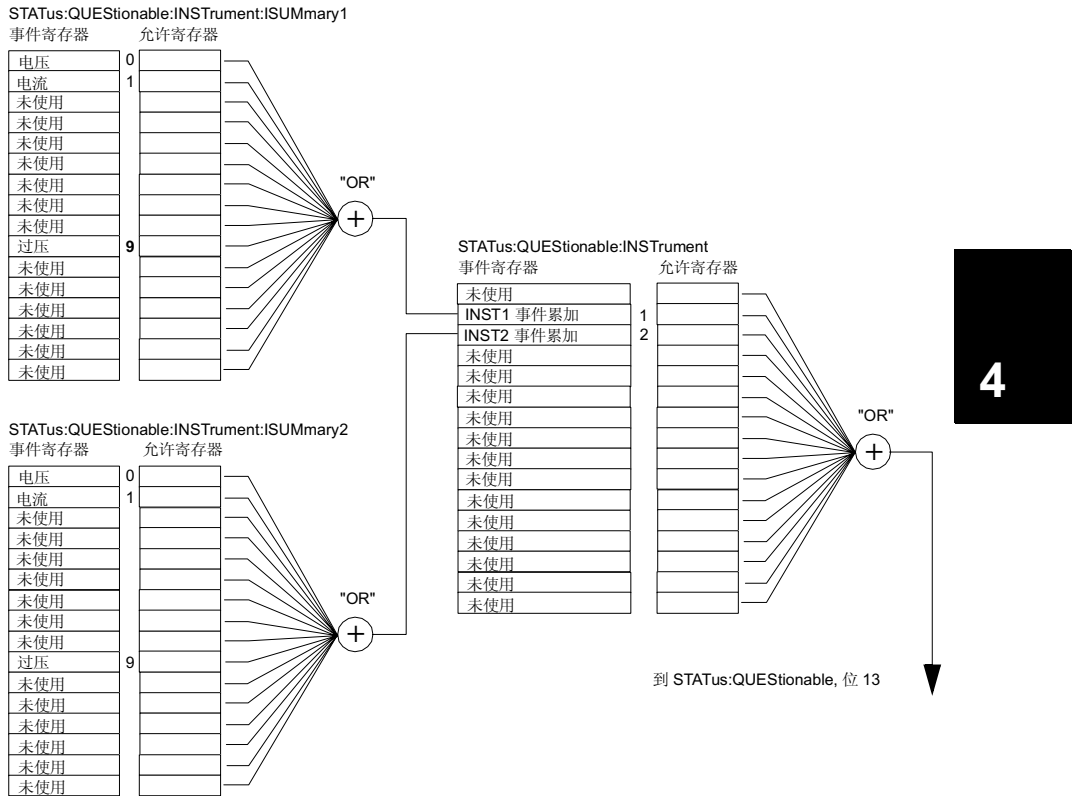 STATus:QUEStionable:INSTrument:ISUMmary1
事件寄存器 允许寄存器
电压 0
电流 1
未使用
未使用
未使用
未使用
未使用
未使用
未使用
过压 9
未使用
未使用
未使用
未使用
未使用
未使用
"OR"
+
STATus:QUEStionable:INSTrument:ISUMmary2
事件寄存器 允许寄存器
电压 0
电流 1
未使用
未使用
未使用
未使用
未使用
未使用
未使用
过压 9
未使用
未使用
未使用
未使用
未使用
未使用
"OR"
+
STATus:QUEStionable:INSTrument
事件寄存器 允许寄存器
未使用
INST1 事件累加 1
INST2 事件累加 2
未使用
未使用
未使用
未使用
未使用
未使用
未使用
未使用
未使用
未使用
未使用
未使用
未使用
"OR"
+
到 STATus:QUEStionable, 位 13
4